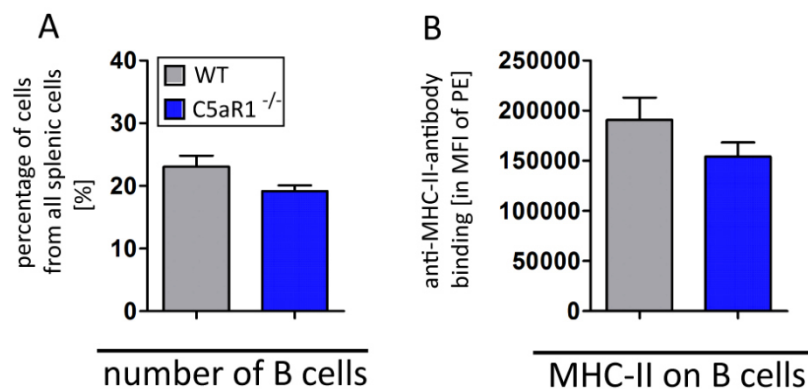 A
percentage of cells
from all splenic cells
[%]
40
30
20
10
0
WT
C5aR1 -/-
number of B cells
B
anti-MHC-II-antibody
binding [in MFI of PE]
250000
200000
150000
100000
50000
0
MHC-II on B cells